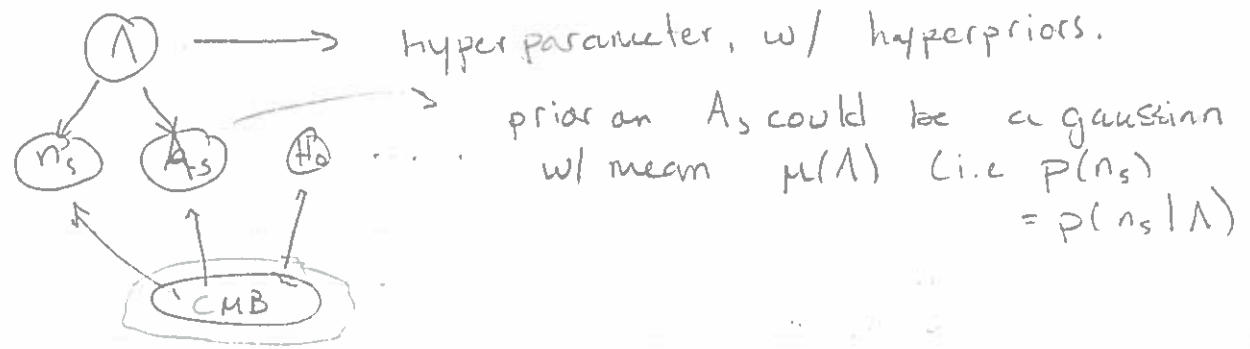 Λ → hyperparameter, w/ hyperpriors.
prior on A_s could be a gaussian
n_s A_s H_0 . . . . w/ mean μ(Λ) (i.e p(n_s)
= p(n_s | Λ)
CMB